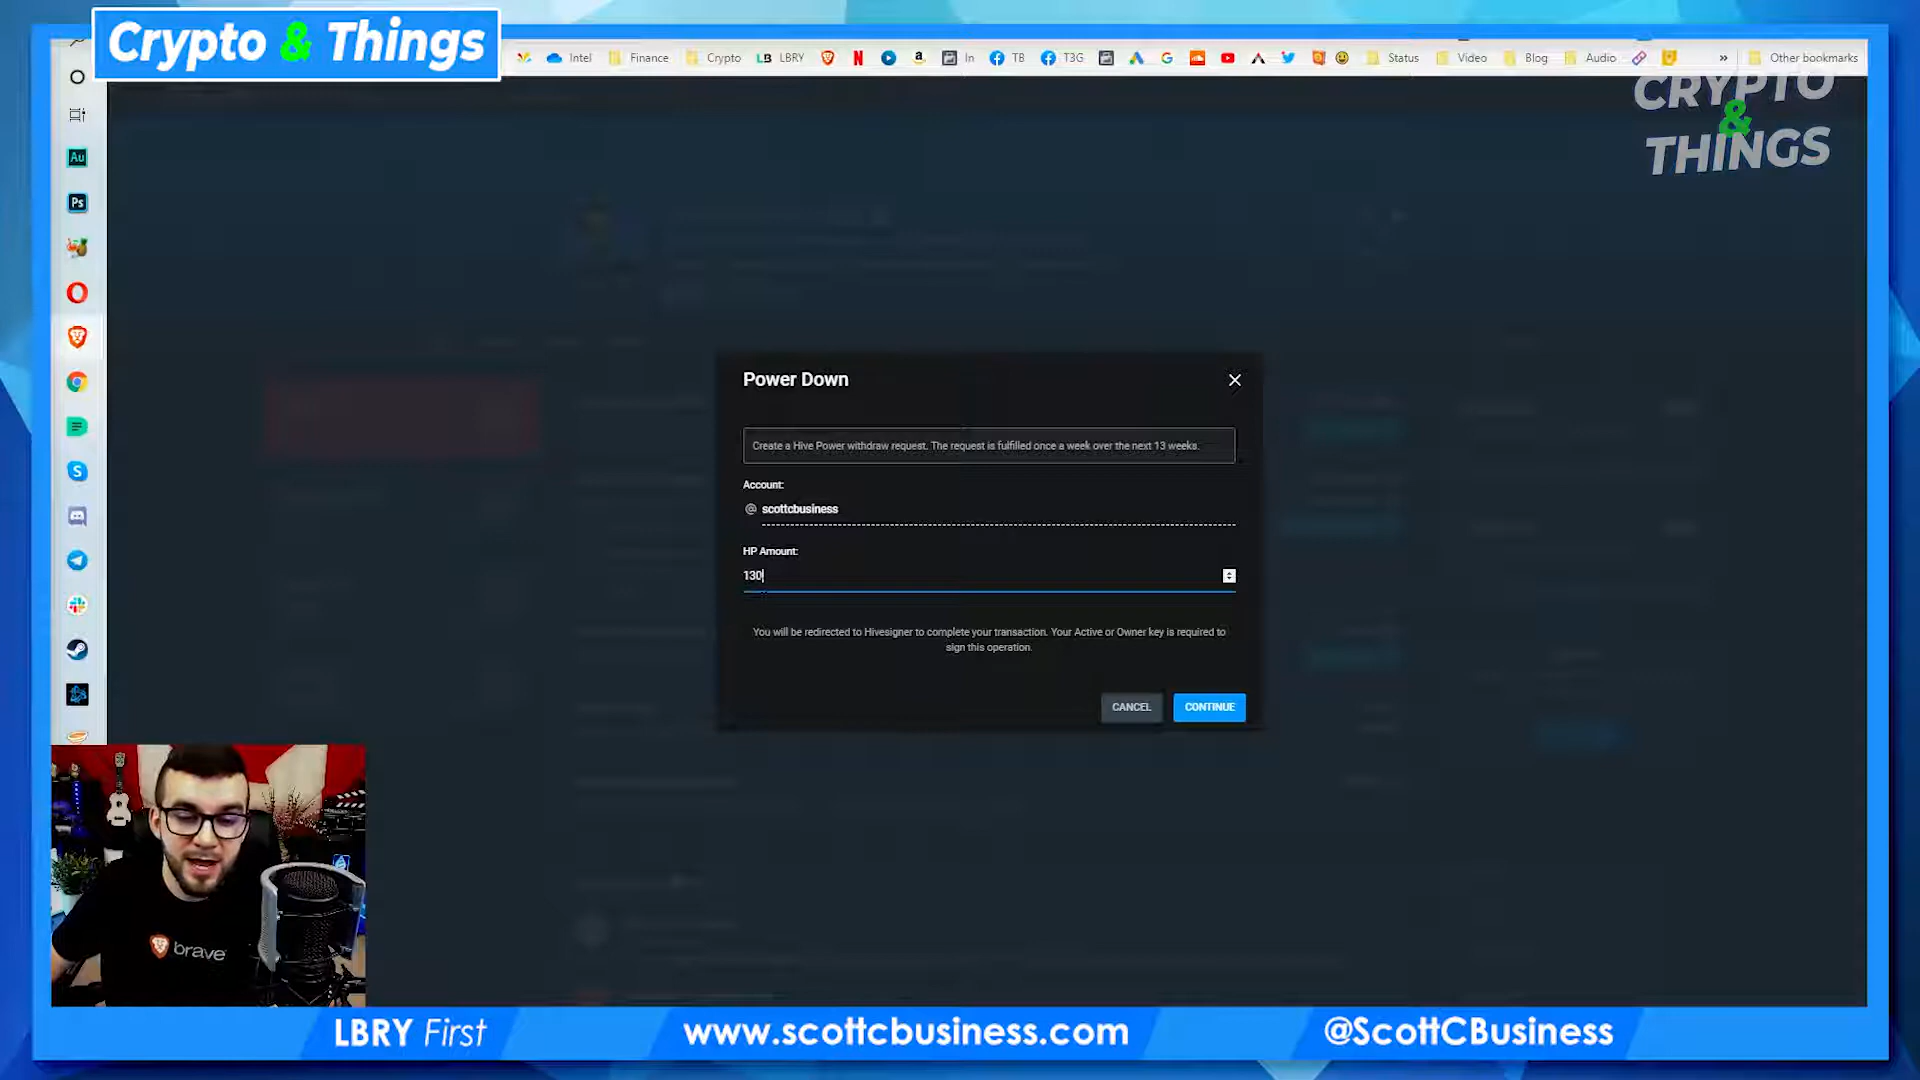 Crypto & Things
Intel
Finance
Crypto
LB LBRY
In
TB
T3G
Status
Video
Blog
Audio
»
Other bookmarks
CRYPTO
&
THINGS
Au
Ps
Power Down
Create a Hive Power withdraw request. The request is fulfilled once a week over the next 13 weeks.
Account:
@ scottcbusiness
HP Amount:
130
You will be redirected to Hivesigner to complete your transaction. Your Active or Owner key is required to
sign this operation.
CANCEL
CONTINUE
brave
LBRY First
www.scottcbusiness.com
@ScottCBusiness